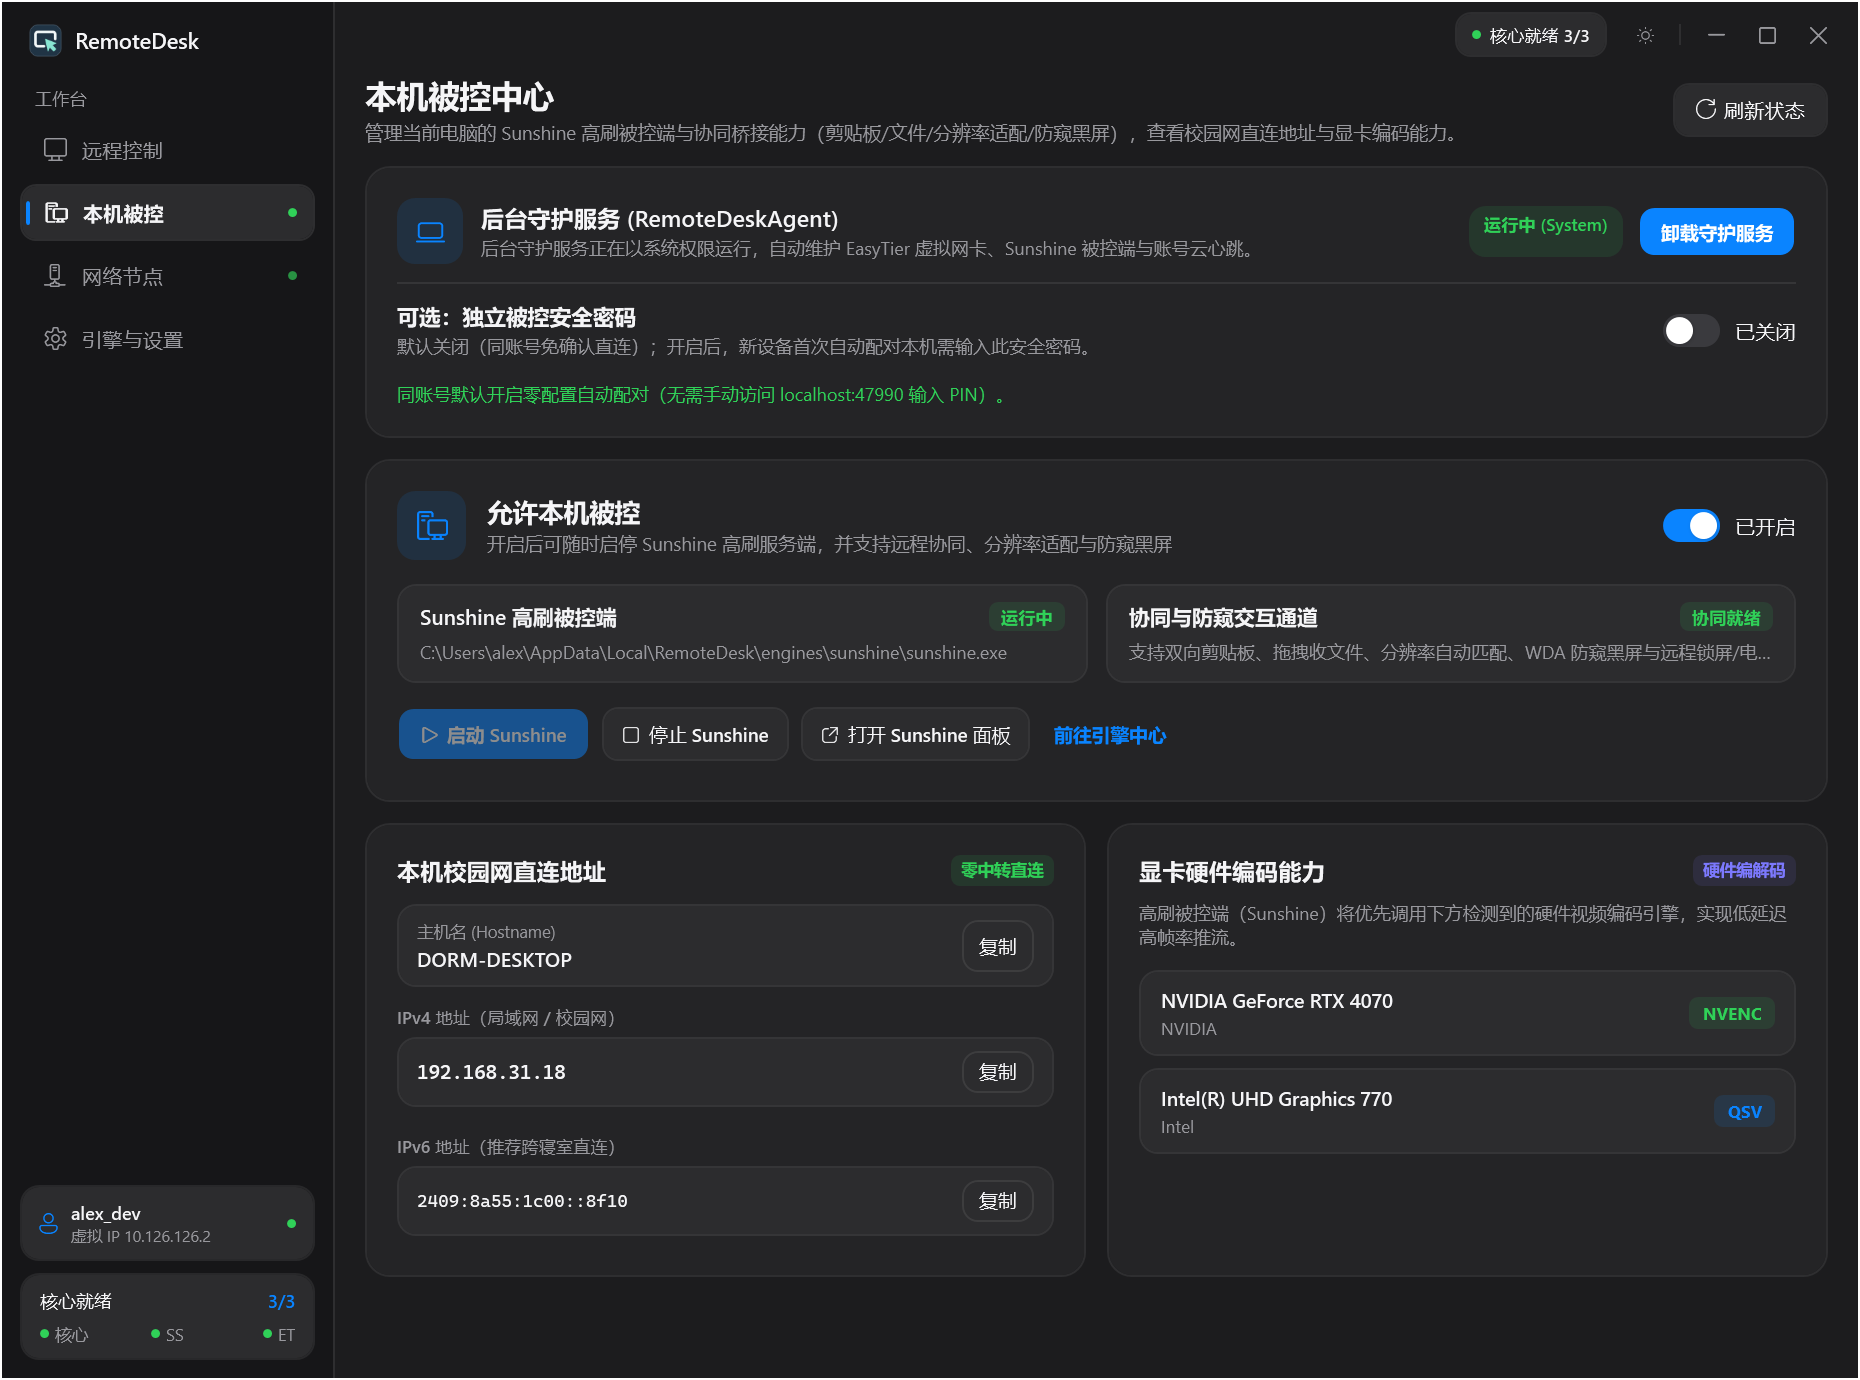 RemoteDesk
工作台
远程控制
本机被控
网络节点
引擎与设置
alex_dev
虚拟 IP 10.126.126.2
核心就绪 3/3
核心 SS ET
核心就绪 3/3
本机被控中心
管理当前电脑的 Sunshine 高刷被控端与协同桥接能力（剪贴板/文件/分辨率适配/防窥黑屏），查看校园网直连地址与显卡编码能力。
刷新状态
后台守护服务 (RemoteDeskAgent)
后台守护服务正在以系统权限运行，自动维护 EasyTier 虚拟网卡、Sunshine 被控端与账号云心跳。
运行中 (System)
卸载守护服务
可选：独立被控安全密码
默认关闭（同账号免确认直连）；开启后，新设备首次自动配对本机需输入此安全密码。
已关闭
同账号默认开启零配置自动配对（无需手动访问 localhost:47990 输入 PIN）。
允许本机被控
开启后可随时启停 Sunshine 高刷服务端，并支持远程协同、分辨率适配与防窥黑屏
已开启
Sunshine 高刷被控端
运行中
C:\Users\alex\AppData\Local\RemoteDesk\engines\sunshine\sunshine.exe
协同与防窥交互通道
协同就绪
支持双向剪贴板、拖拽收文件、分辨率自动匹配、WDA 防窥黑屏与远程锁屏/电...
启动 Sunshine
停止 Sunshine
打开 Sunshine 面板
前往引擎中心
本机校园网直连地址
零中转直连
主机名 (Hostname)
DORM-DESKTOP
复制
IPv4 地址（局域网 / 校园网）
192.168.31.18
复制
IPv6 地址（推荐跨寝室直连）
2409:8a55:1c00::8f10
复制
显卡硬件编码能力
硬件编解码
高刷被控端（Sunshine）将优先调用下方检测到的硬件视频编码引擎，实现低延迟
高帧率推流。
NVIDIA GeForce RTX 4070
NVIDIA
NVENC
Intel(R) UHD Graphics 770
Intel
QSV